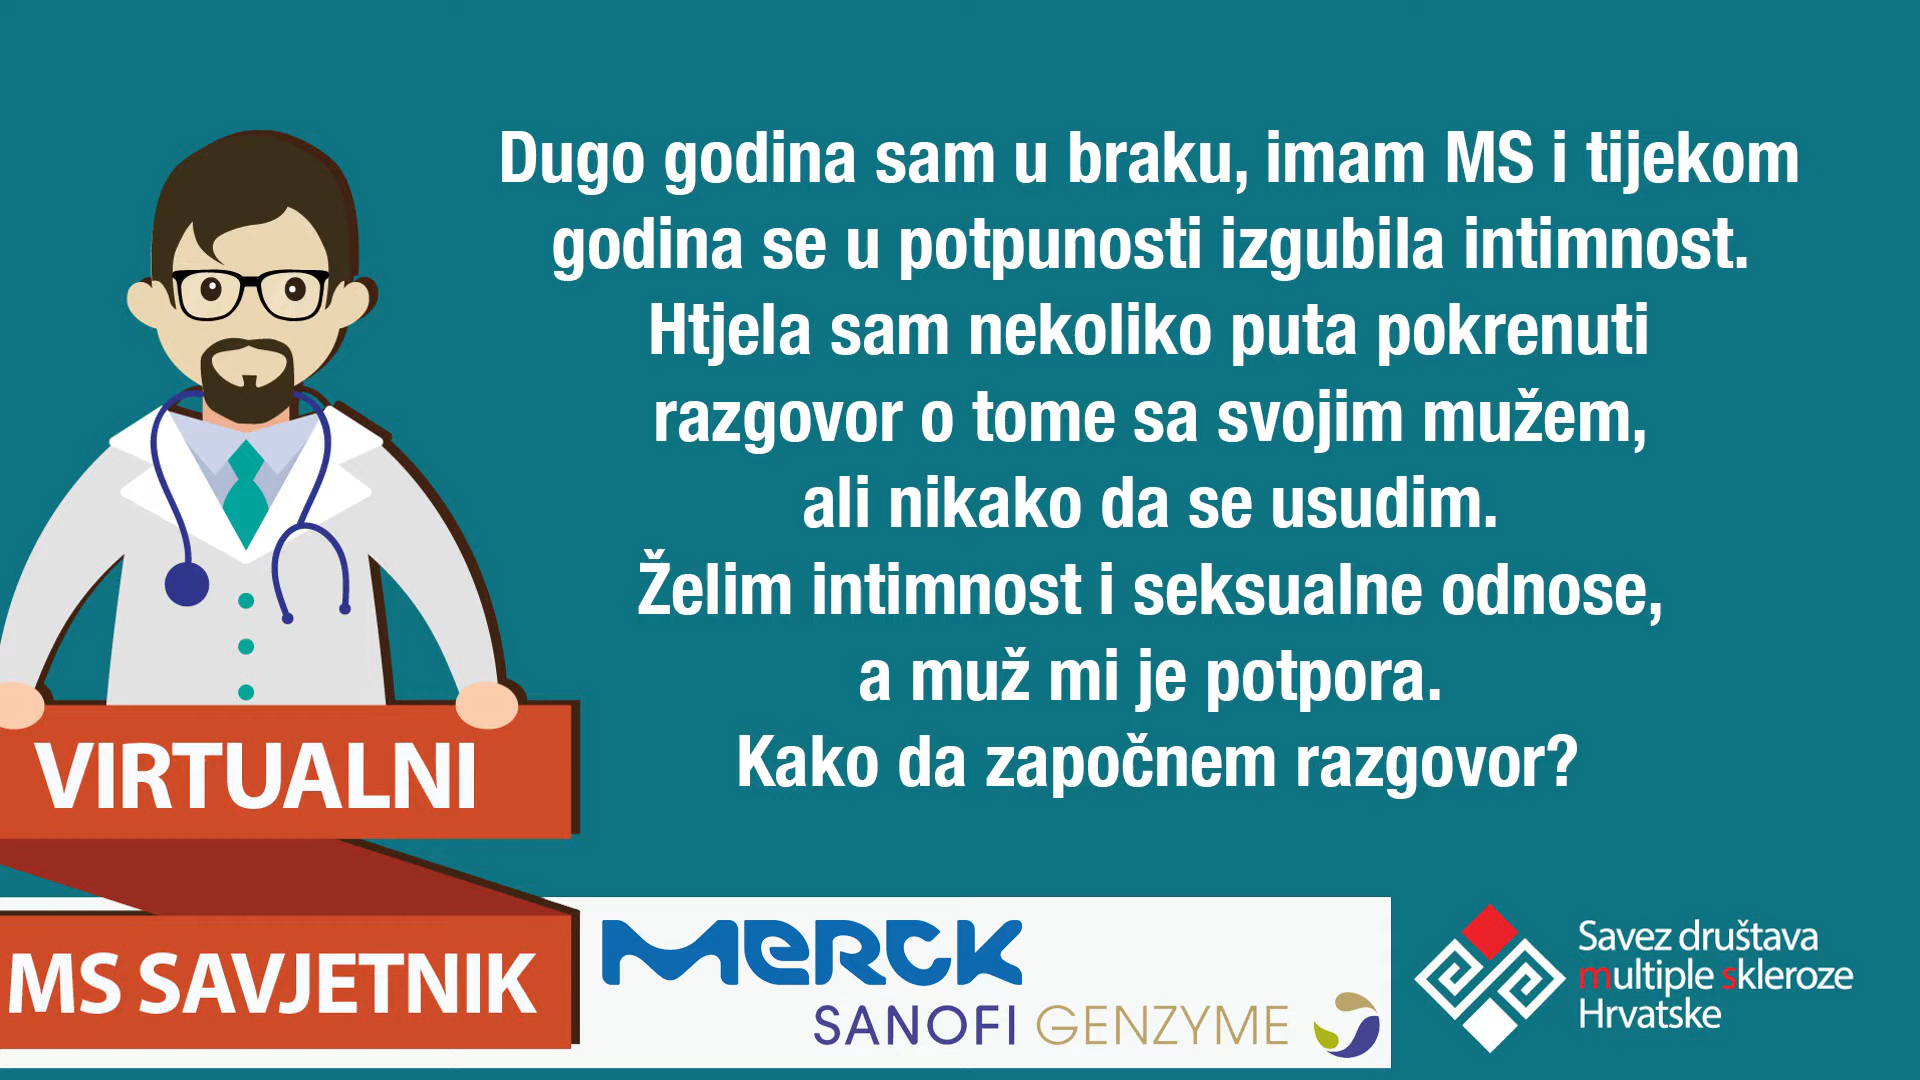 Dugo godina sam u braku, imam MS i tijekom
godina se u potpunosti izgubila intimnost.
Htjela sam nekoliko puta pokrenuti
razgovor o tome sa svojim mužem,
ali nikako da se usudim.
Želim intimnost i seksualne odnose,
a muž mi je potpora.
Kako da započnem razgovor?
VIRTUALNI
MS SAVJETNIK
MERCK
SANOFI GENZYME
Savez društava
multiple skleroze
Hrvatske